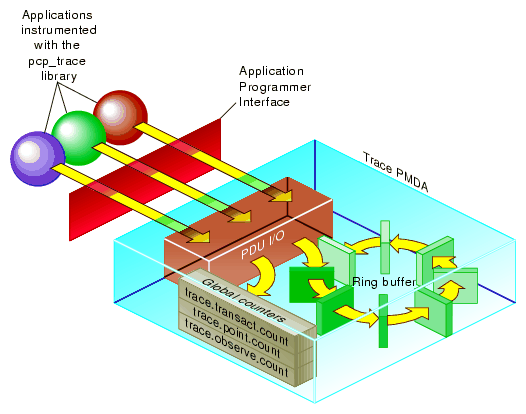 Applications
instrumented
with the
pcp_trace
library
Application
Programmer
Interface
Trace PMDA
PDU I/O
Ring buffer
Global counters
trace.transact.count
trace.point.count
trace.observe.count